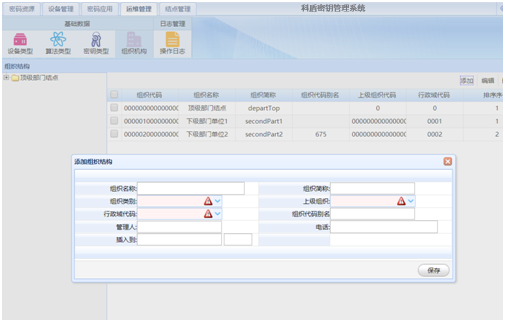 密码资源 设备管理 密码应用 运维管理 结点管理
科盾密钥管理系统
基础数据 日志管理
设备类型 算法类型 密钥类型 组织机构 操作日志
组织结构
顶级部门结点
添加 编辑
组织代码 组织名称 组织简称 组织代码别名 上级组织代码 行政域代码 排序序
顶级部门结点 departTop 0 0 1
下级部门单位1 secondPart1 0001 1
下级部门单位2 secondPart2 675 0002 2
添加组织结构
组织名称: 组织简称:
组织类别: 上级组织:
行政域代码: 组织代码别名
管理人: 电话:
插入到:
保存